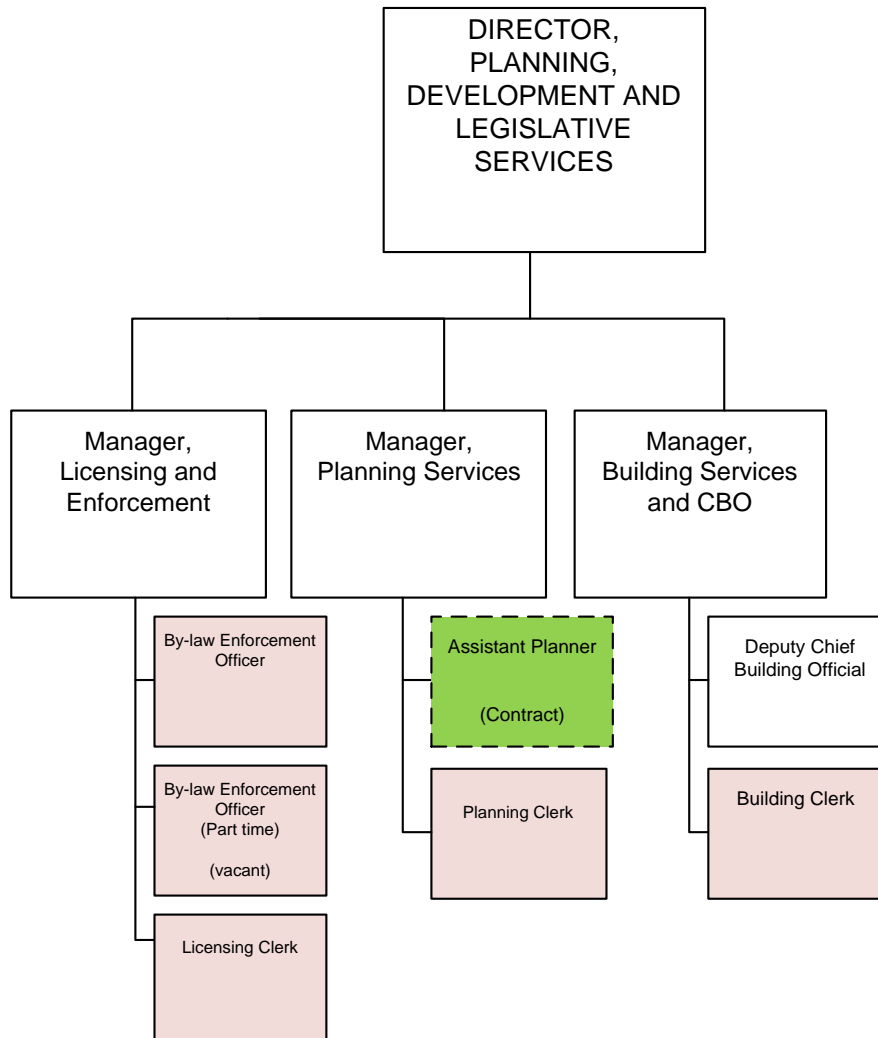 DIRECTOR,
PLANNING,
DEVELOPMENT AND
LEGISLATIVE
SERVICES
Manager,
Licensing and
Enforcement
Manager,
Planning Services
Manager,
Building Services
and CBO
By-law Enforcement
Officer
Assistant Planner
(Contract)
Deputy Chief
Building Official
By-law Enforcement
Officer
(Part time)
(vacant)
Planning Clerk
Building Clerk
Licensing Clerk